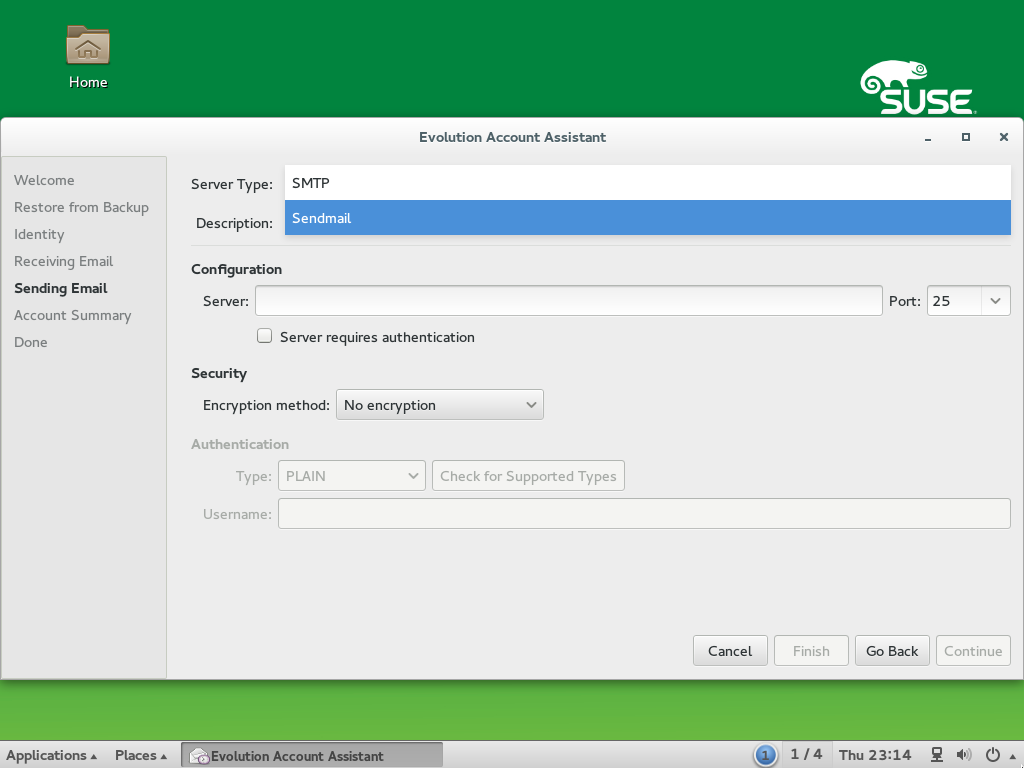 Home
SUSE
Evolution Account Assistant
Welcome
Restore from Backup
Identity
Receiving Email
Sending Email
Account Summary
Done
Server Type:
SMTP
Sendmail
Description:
Configuration
Server:
Port: 25
Server requires authentication
Security
Encryption method: No encryption
Authentication
Type: PLAIN Check for Supported Types
Username:
Cancel Finish Go Back Continue
Applications Places Evolution Account Assistant 1 1 / 4 Thu 23:14